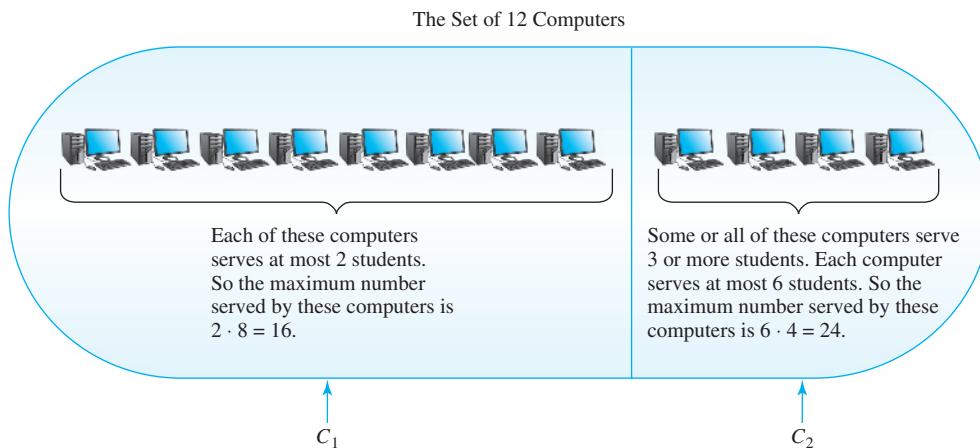 The Set of 12 Computers
Each of these computers
serves at most 2 students.
So the maximum number
served by these computers is
2 · 8 = 16.
Some or all of these computers serve
3 or more students. Each computer
serves at most 6 students. So the
maximum number served by these
computers is 6 · 4 = 24.
C₁
C₂